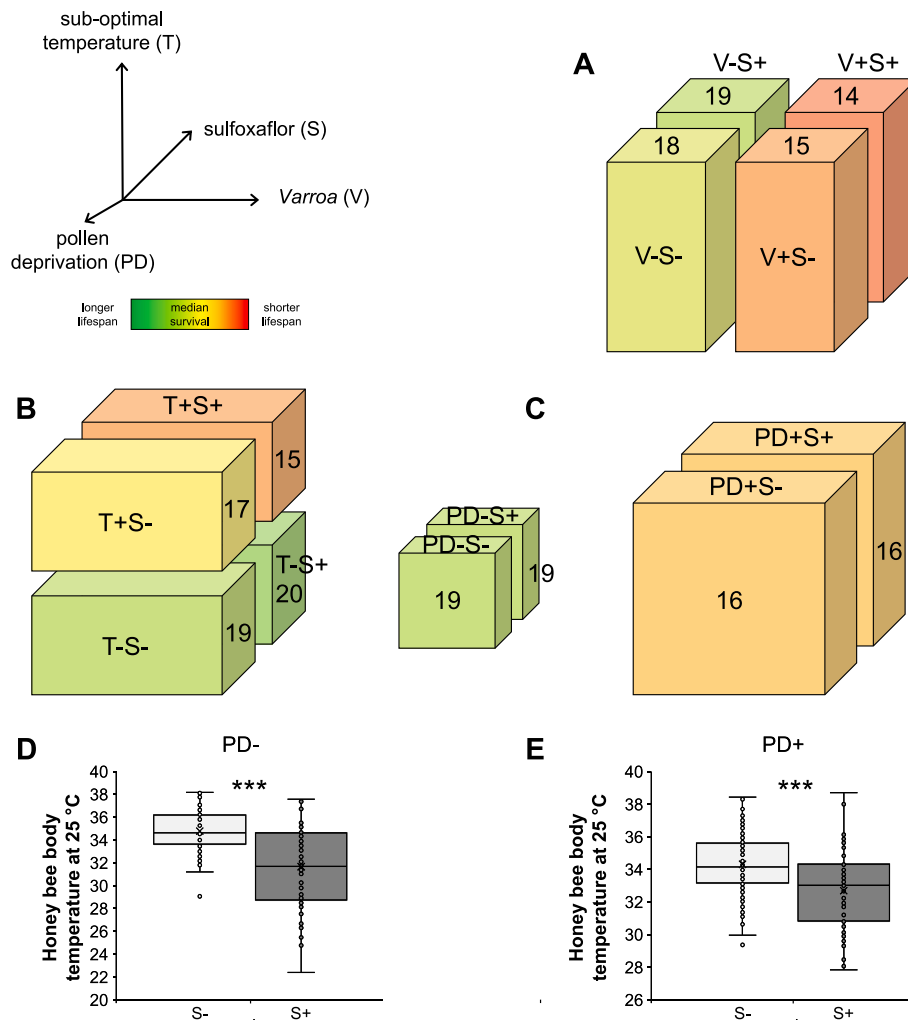 sub-optimal
temperature (T)
sulfoxaflor (S)
Varroa (V)
pollen
deprivation (PD)
longer
lifespan
median
survival
shorter
lifespan
A
V-S+
V+S+
19
14
18
15
V-S-
V+S-
B
T+S+
15
T+S-
17
T-S+
20
T-S-
19
PD-S+
PD-S-
19
19
C
PD+S+
PD+S-
16
16
D
PD-
Honey bee body
temperature at 25 °C
40
38
36
34
32
30
28
26
24
22
20
***
S-
S+
E
PD+
Honey bee body
temperature at 25 °C
40
38
36
34
32
30
28
26
***
S-
S+